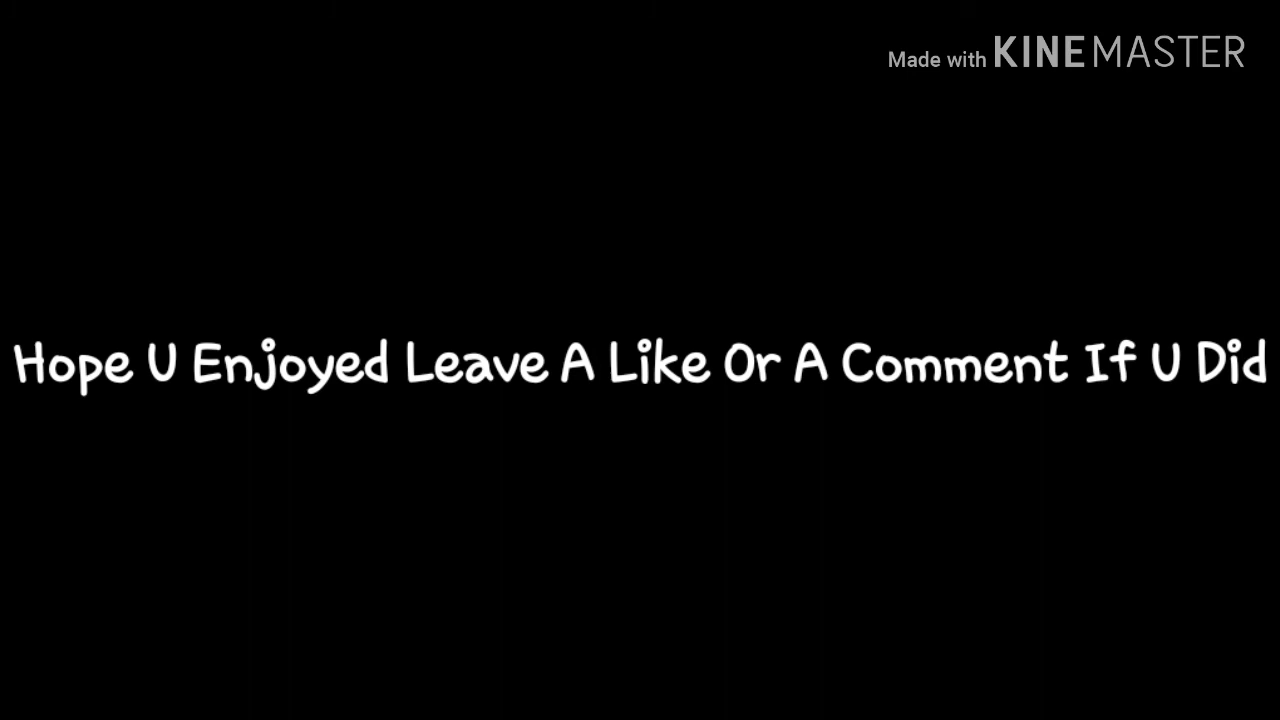 Made with KINEMASTER
Hope U Enjoyed Leave A Like Or A Comment If U Did